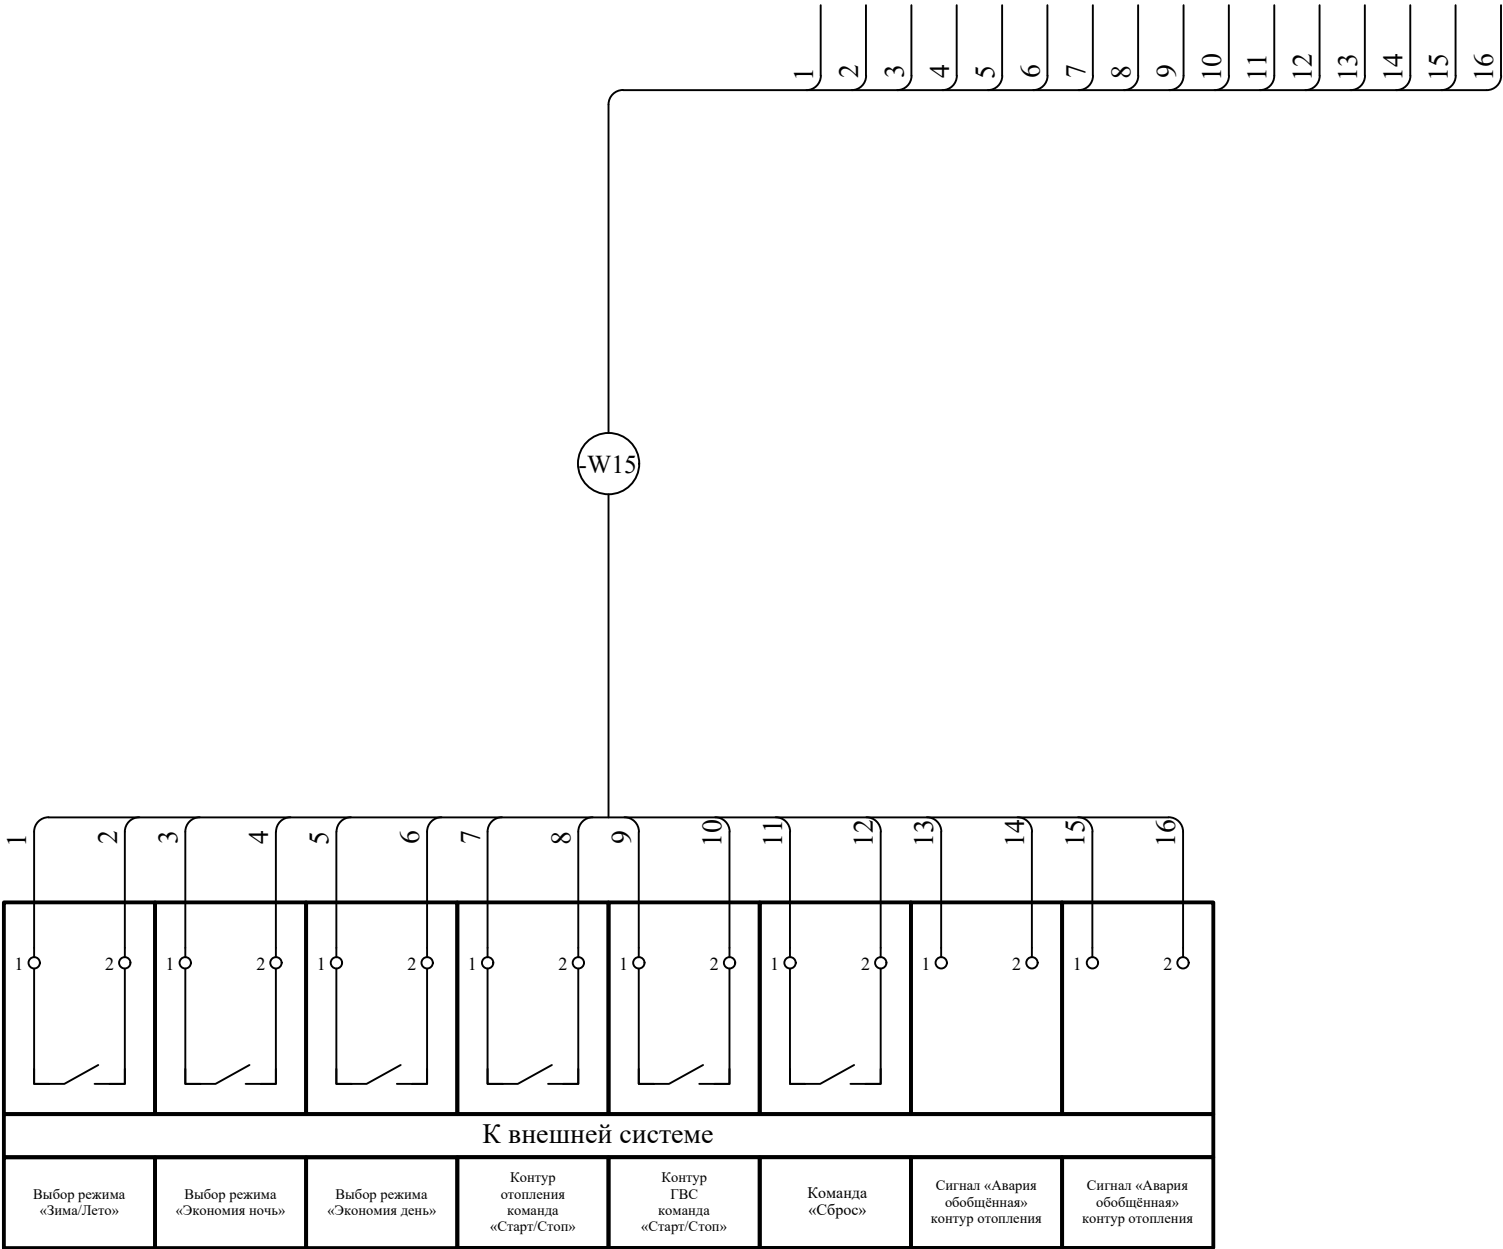 1 2 3 4 5 6 7 8 9 10 11 12 13 14 15 16
-W15
1 2 3 4 5 6 7 8 9 10 11 12 13 14 15 16
1 2 1 2 1 2 1 2 1 2 1 2 1 2 1 2
К внешней системе
Выбор режима
«Зима/Лето»
Выбор режима
«Экономия ночь»
Выбор режима
«Экономия день»
Контур
отопления
команда
«Старт/Стоп»
Контур
ГВС
команда
«Старт/Стоп»
Команда
«Сброс»
Сигнал «Авария
обобщённая»
контур отопления
Сигнал «Авария
обобщённая»
контур отопления